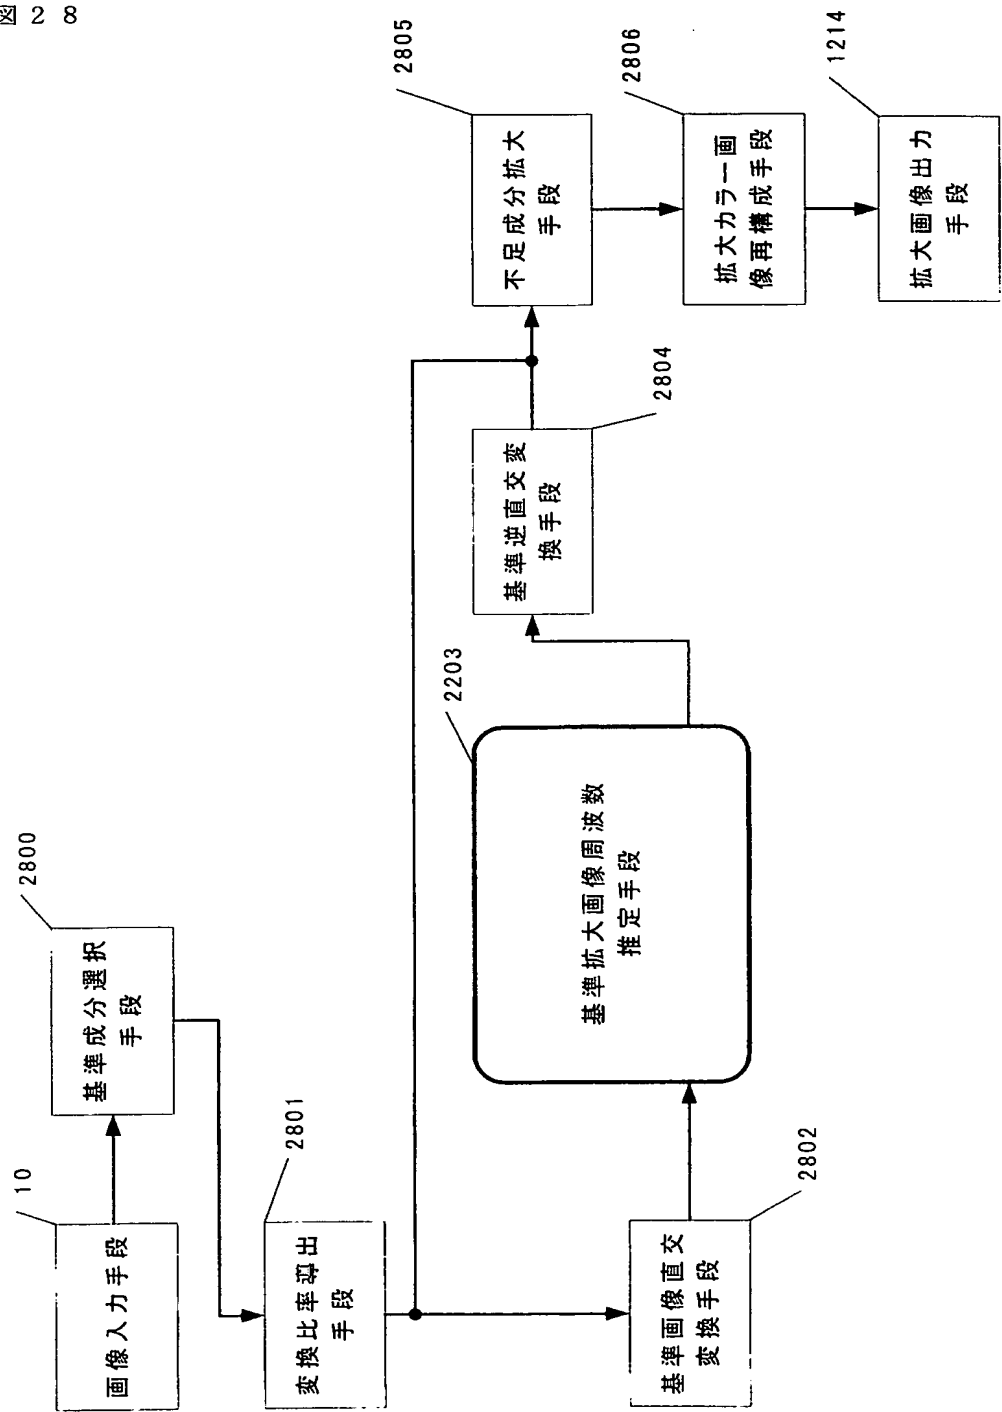 図２８
10
画像入力手段
2800
基準成分選択
手段
2801
変換比率導出
手段
2802
基準画像直交
変換手段
2203
基準拡大画像周波数
推定手段
2804
基準逆直交変
換手段
2805
不足成分拡大
手段
2806
拡大カラー画
像再構成手段
1214
拡大画像出力
手段